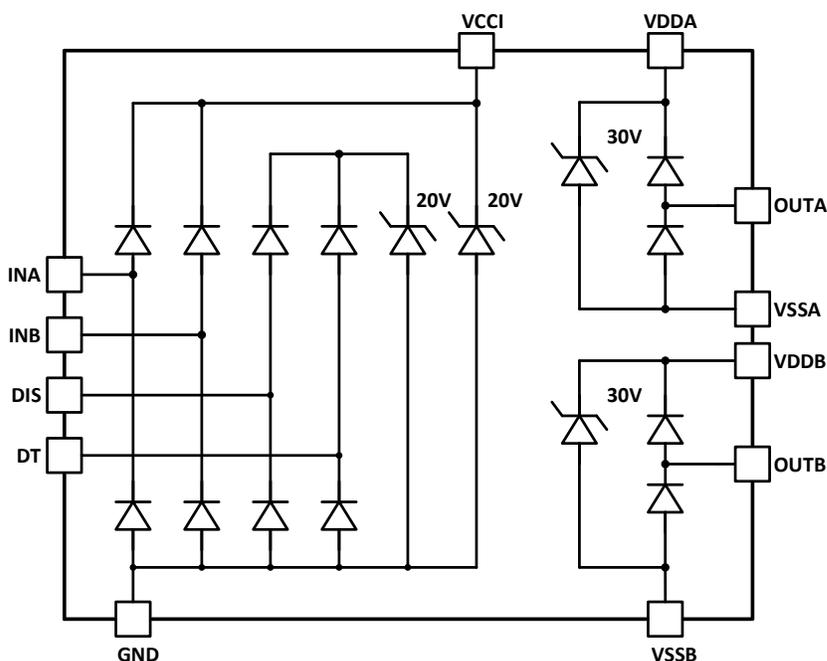 VCCI
VDDA
30V
20V
20V
OUTA
INA
VSSA
INB
VDDB
DIS
30V
DT
OUTB
GND
VSSB